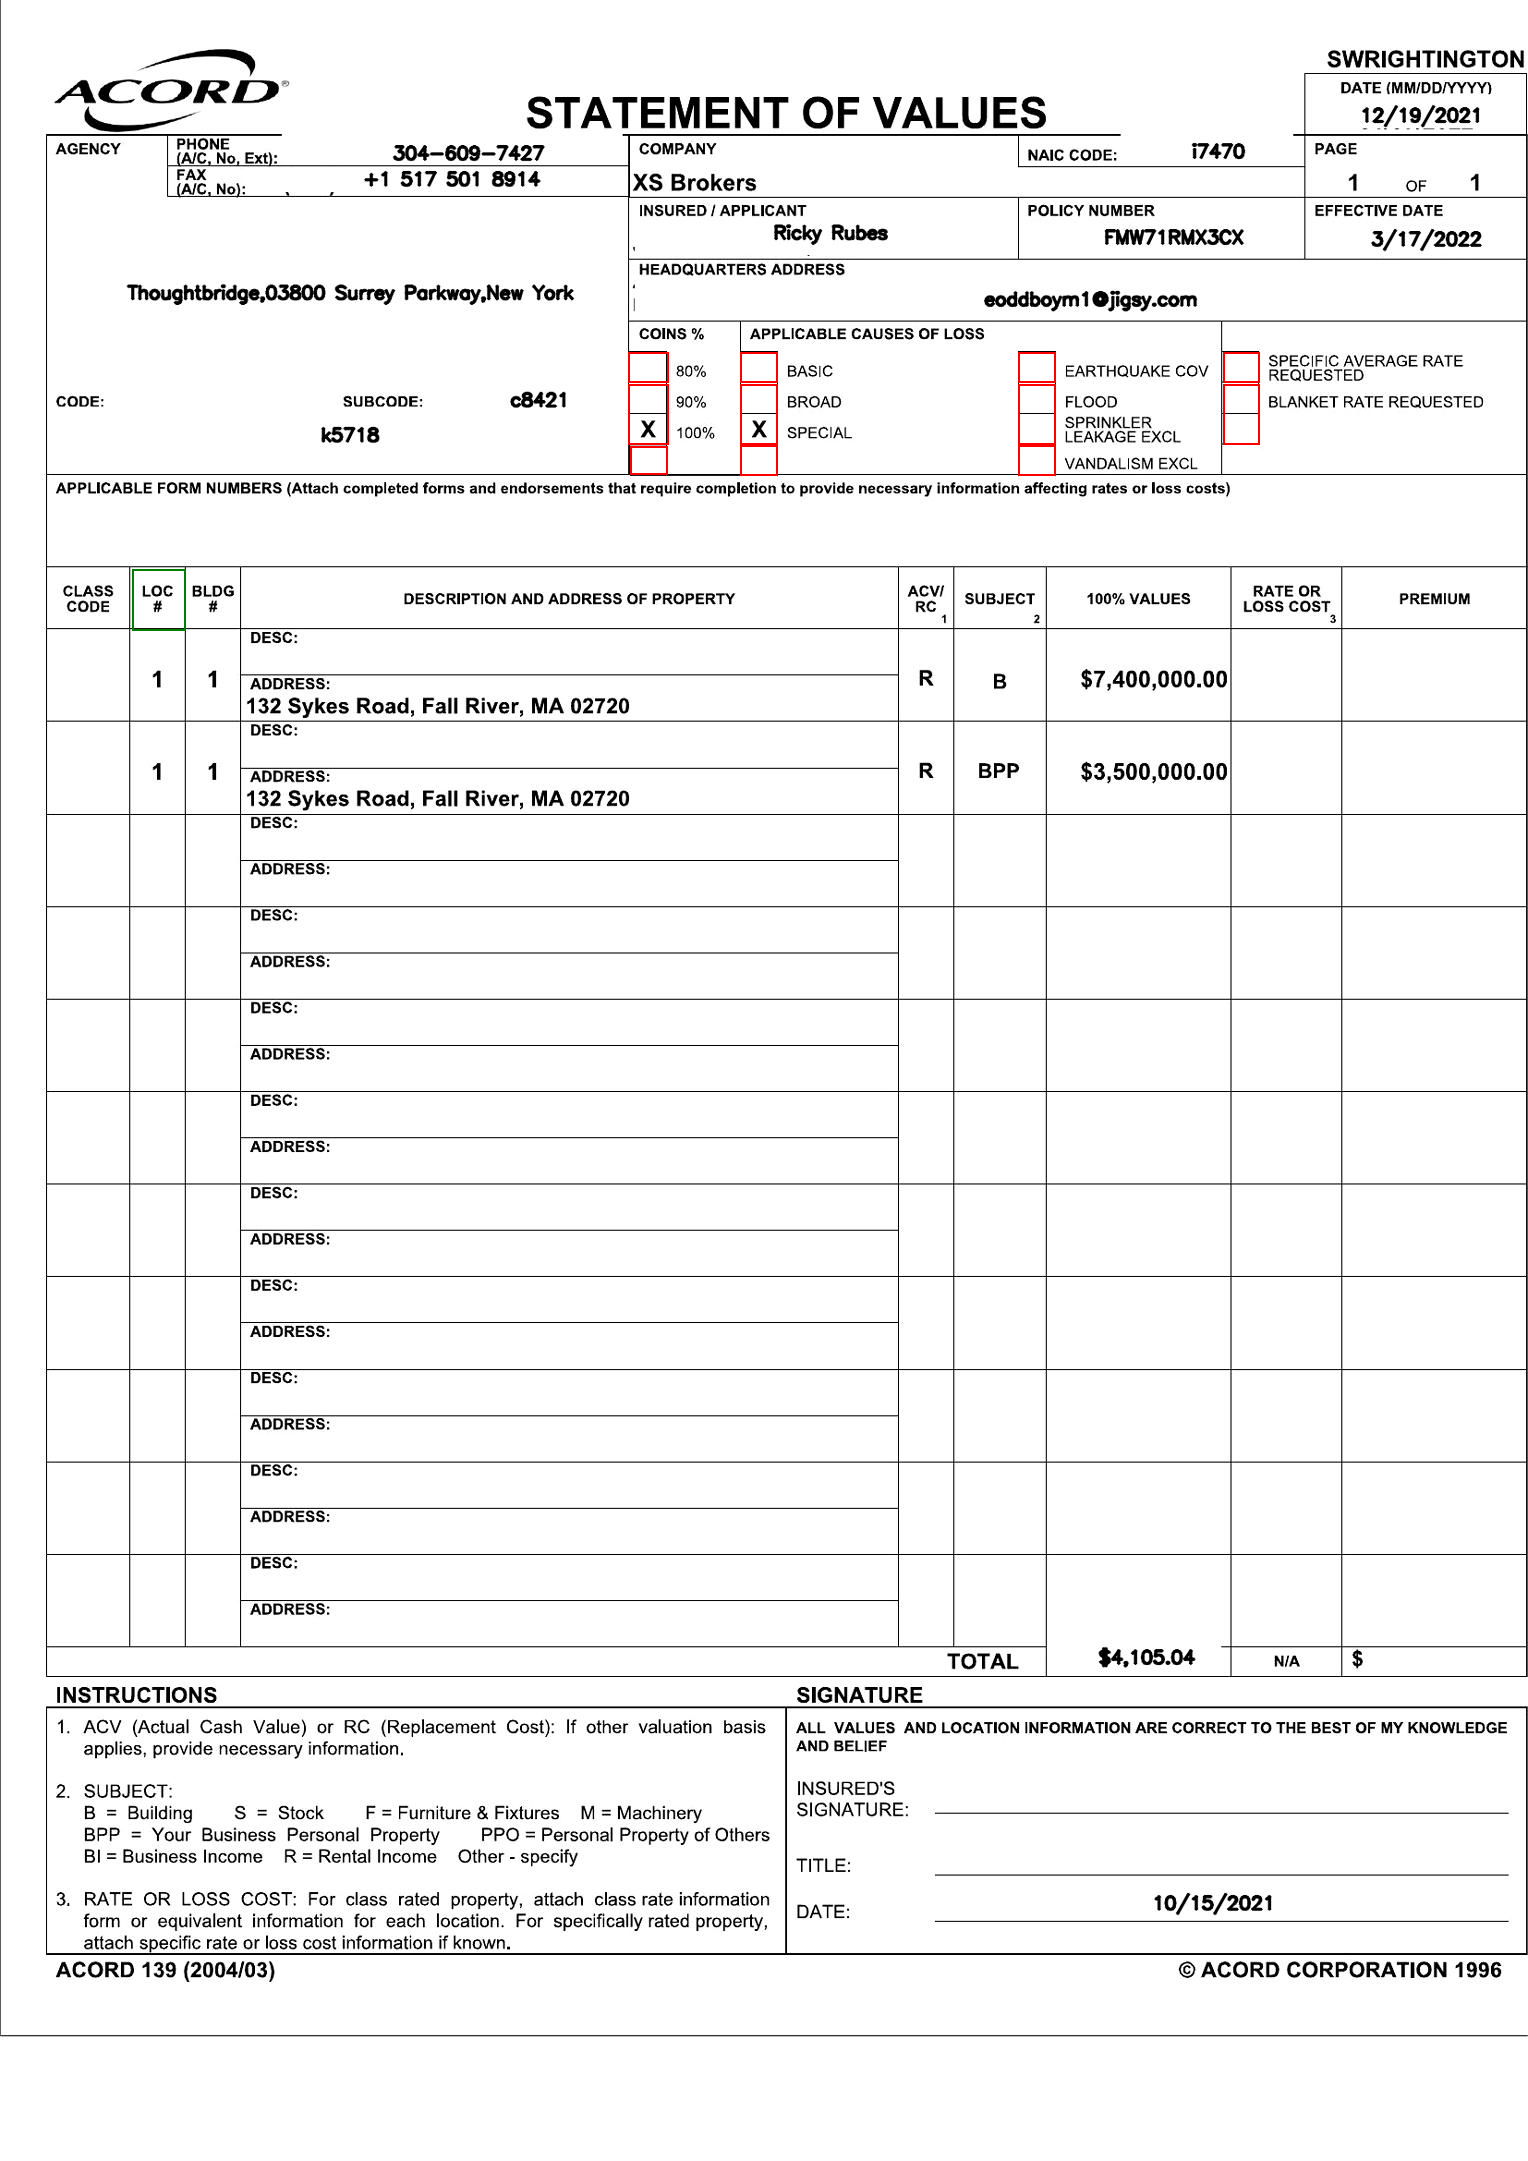 SWRIGHTINGTON
ACORD®
STATEMENT OF VALUES
DATE (MM/DD/YYYY)
12/19/2021
AGENCY
PHONE (A/C, No, Ext): 304-609-7427
FAX (A/C, No): +1 517 501 8914
COMPANY
XS Brokers
NAIC CODE: i7470
PAGE
1 OF 1
INSURED / APPLICANT
Ricky Rubes
POLICY NUMBER
FMW71RMX3CX
EFFECTIVE DATE
3/17/2022
HEADQUARTERS ADDRESS
eoddboym1@jigsy.com
Thoughtbridge,03800 Surrey Parkway,New York
CODE: k5718
SUBCODE: c8421
COINS % APPLICABLE CAUSES OF LOSS
80% BASIC EARTHQUAKE COV SPECIFIC AVERAGE RATE REQUESTED
90% BROAD FLOOD BLANKET RATE REQUESTED
X 100% X SPECIAL SPRINKLER LEAKAGE EXCL
VANDALISM EXCL
APPLICABLE FORM NUMBERS (Attach completed forms and endorsements that require completion to provide necessary information affecting rates or loss costs)
CLASS CODE LOC # BLDG # DESCRIPTION AND ADDRESS OF PROPERTY ACV/ RC 1 SUBJECT 2 100% VALUES RATE OR LOSS COST 3 PREMIUM
DESC:
1 1 R B $7,400,000.00
ADDRESS:
132 Sykes Road, Fall River, MA 02720
DESC:
1 1 R BPP $3,500,000.00
ADDRESS:
132 Sykes Road, Fall River, MA 02720
DESC:
ADDRESS:
DESC:
ADDRESS:
DESC:
ADDRESS:
DESC:
ADDRESS:
DESC:
ADDRESS:
DESC:
ADDRESS:
DESC:
ADDRESS:
DESC:
ADDRESS:
DESC:
ADDRESS:
TOTAL $4,105.04 N/A $
INSTRUCTIONS
1. ACV (Actual Cash Value) or RC (Replacement Cost): If other valuation basis
applies, provide necessary information.
2. SUBJECT:
B = Building S = Stock F = Furniture & Fixtures M = Machinery
BPP = Your Business Personal Property PPO = Personal Property of Others
BI = Business Income R = Rental Income Other - specify
3. RATE OR LOSS COST: For class rated property, attach class rate information
form or equivalent information for each location. For specifically rated property,
attach specific rate or loss cost information if known.
SIGNATURE
ALL VALUES AND LOCATION INFORMATION ARE CORRECT TO THE BEST OF MY KNOWLEDGE
AND BELIEF
INSURED'S
SIGNATURE:
TITLE:
DATE: 10/15/2021
ACORD 139 (2004/03)
© ACORD CORPORATION 1996